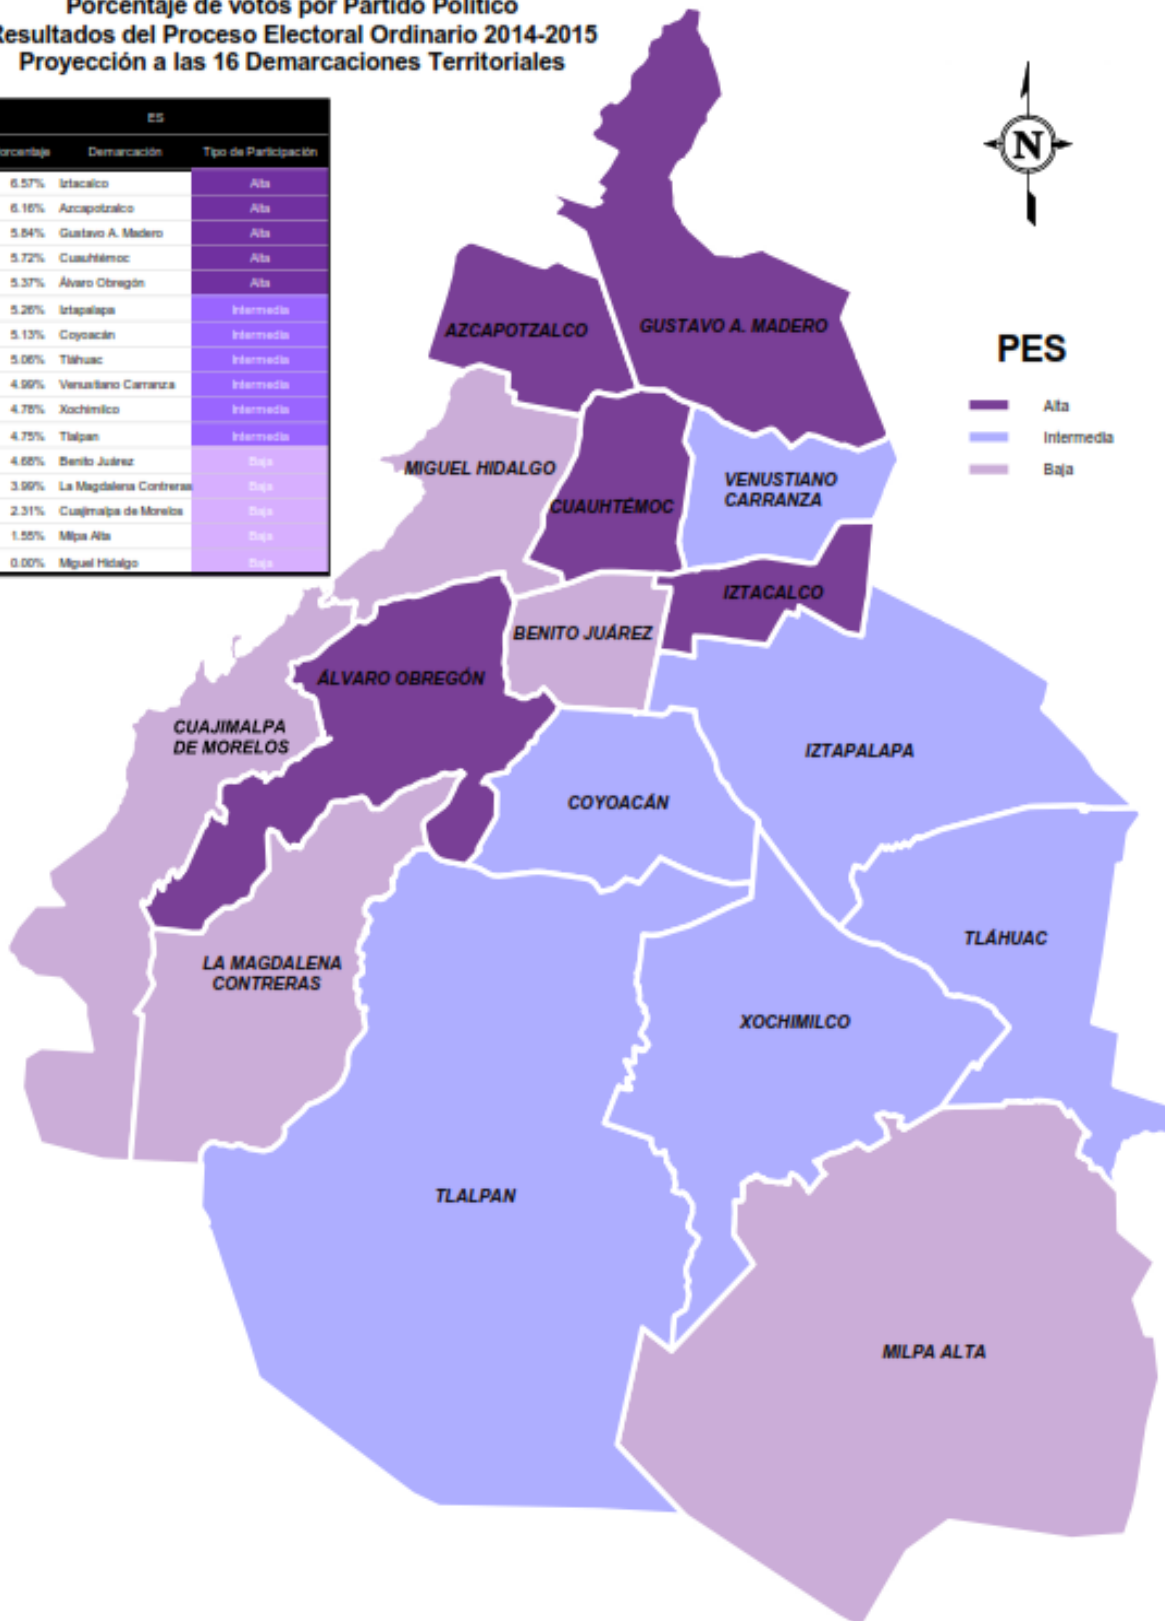 Porcentaje de votos por Partido Político
Resultados del Proceso Electoral Ordinario 2014-2015
Proyección a las 16 Demarcaciones Territoriales
ES
orcentaje Demarcación Tipo de Participación
6.57% Iztacalco Alta
6.16% Azcapotzalco Alta
5.84% Gustavo A. Madero Alta
5.72% Cuauhtémoc Alta
5.37% Álvaro Obregón Alta
5.26% Iztapalapa Intermedia
5.13% Coyoacán Intermedia
5.06% Tláhuac Intermedia
4.99% Venustiano Carranza Intermedia
4.78% Xochimilco Intermedia
4.75% Tlalpan Intermedia
4.68% Benito Juárez Baja
3.99% La Magdalena Contreras Baja
2.31% Cuajimalpa de Morelos Baja
1.55% Milpa Alta Baja
0.00% Miguel Hidalgo Baja
N
PES
Alta
Intermedia
Baja
AZCAPOTZALCO
GUSTAVO A. MADERO
MIGUEL HIDALGO
CUAUHTÉMOC
VENUSTIANO
CARRANZA
IZTACALCO
BENITO JUÁREZ
ÁLVARO OBREGÓN
CUAJIMALPA
DE MORELOS
IZTAPALAPA
COYOACÁN
TLÁHUAC
LA MAGDALENA
CONTRERAS
XOCHIMILCO
TLALPAN
MILPA ALTA